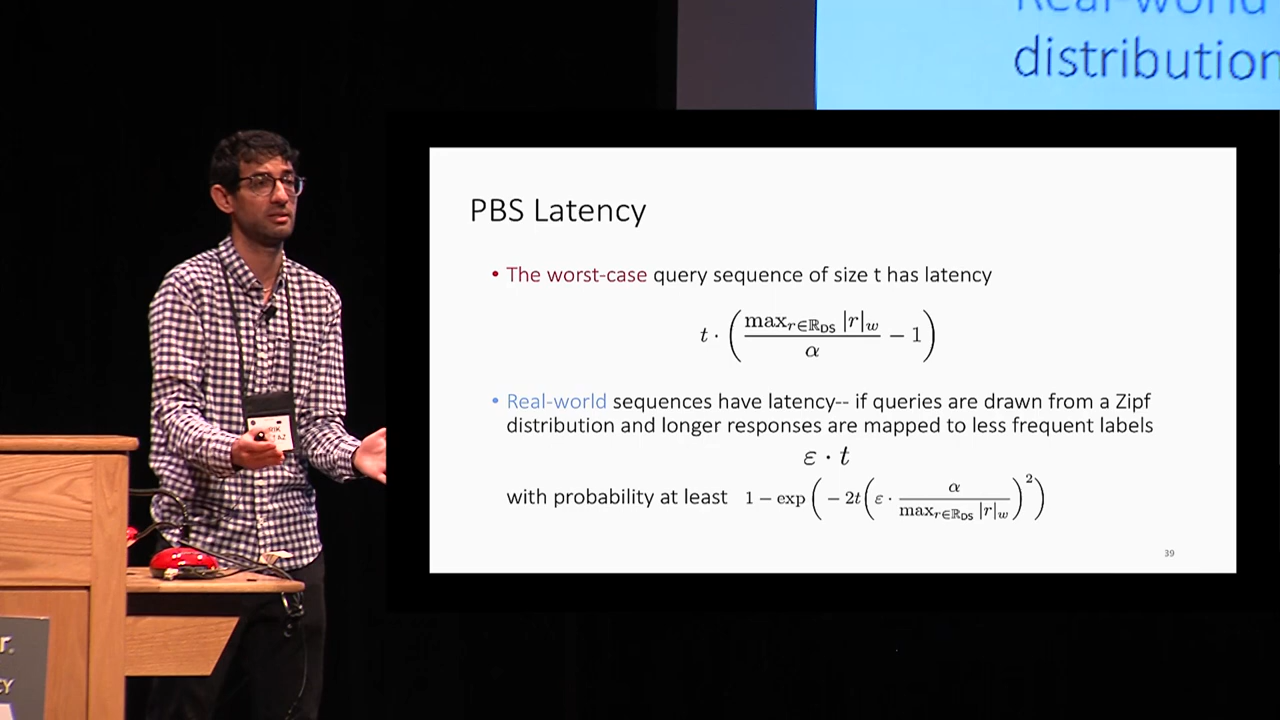 Real-world
distribution
PBS Latency
• The worst-case query sequence of size t has latency
t · ( max_{r∈ℝ_DS} |r|_w / α − 1 )
• Real-world sequences have latency-- if queries are drawn from a Zipf
distribution and longer responses are mapped to less frequent labels
ε · t
with probability at least 1 − exp ( − 2t ( ε · α / max_{r∈ℝ_DS} |r|_w )² )
39